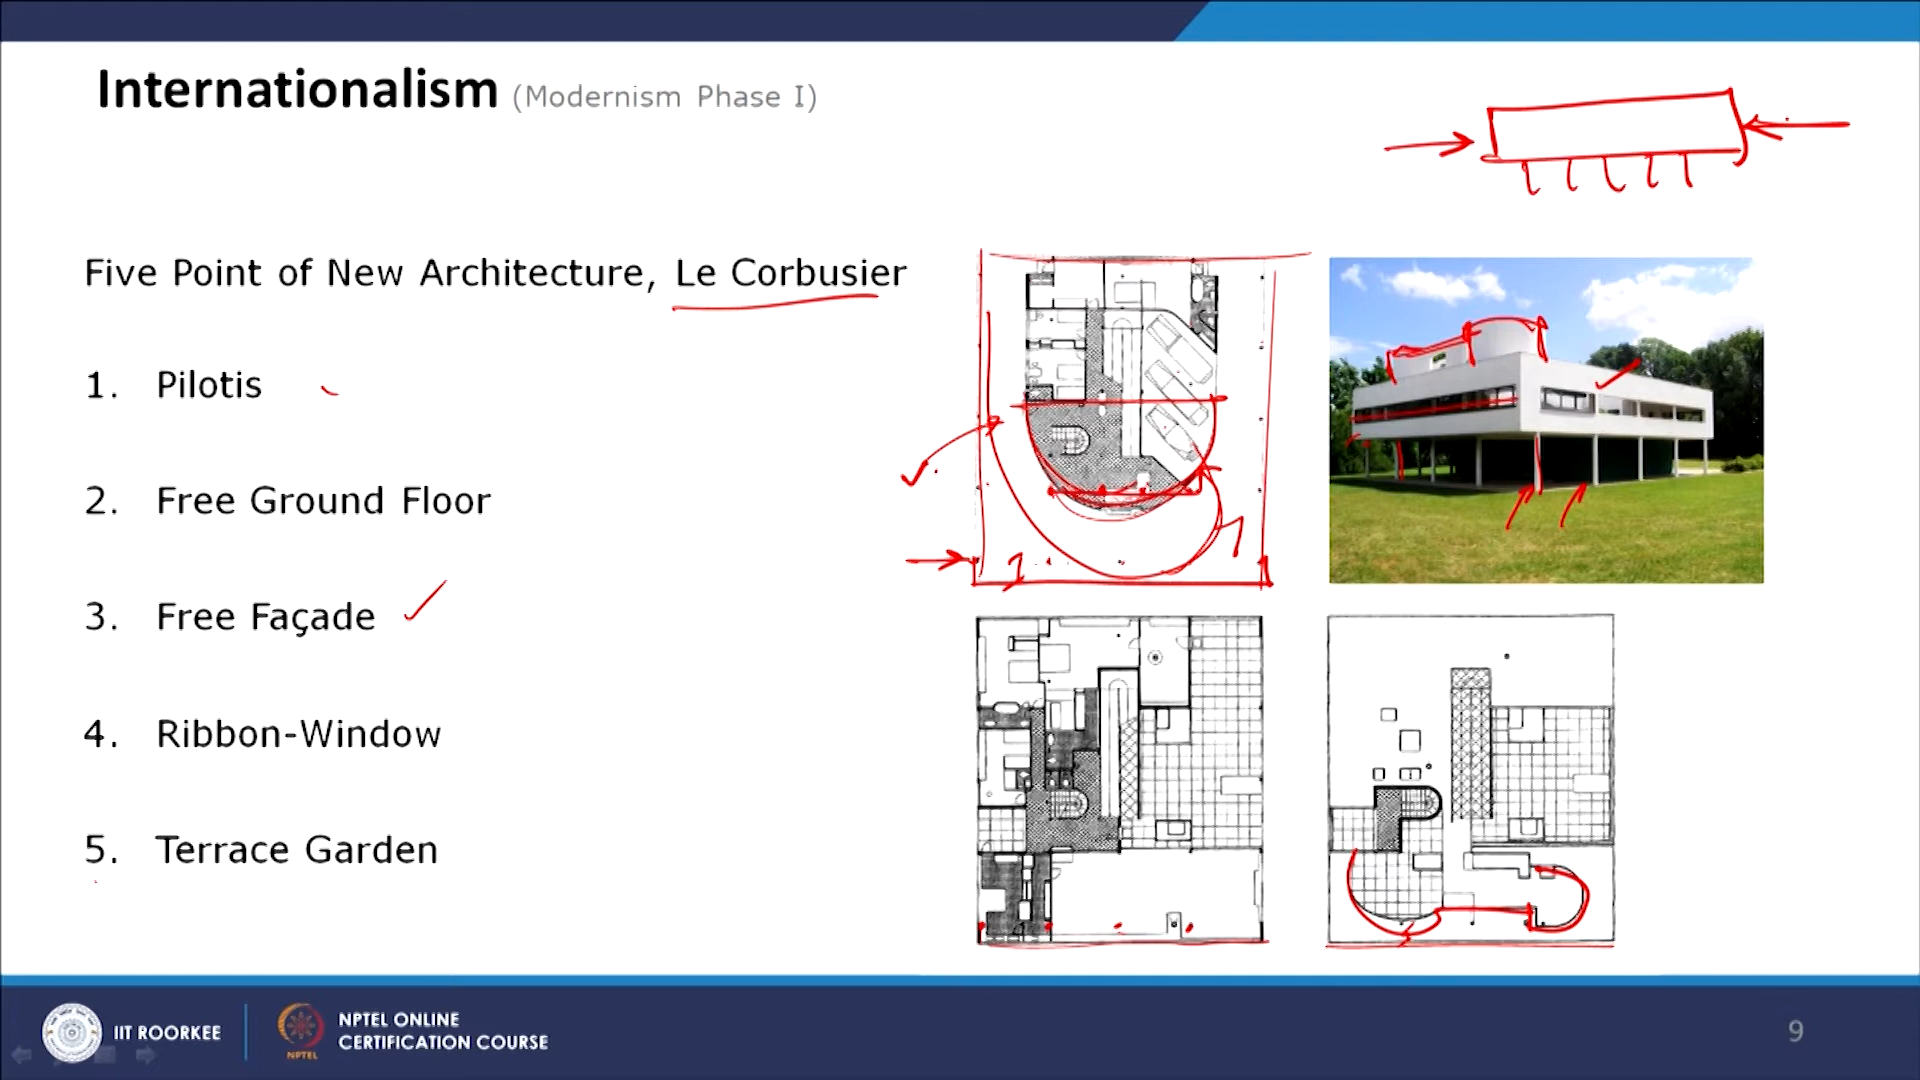 Internationalism (Modernism Phase I)
Five Point of New Architecture, Le Corbusier
1. Pilotis
2. Free Ground Floor
3. Free Façade
4. Ribbon-Window
5. Terrace Garden
IIT ROORKEE
NPTEL
NPTEL ONLINE
CERTIFICATION COURSE
9